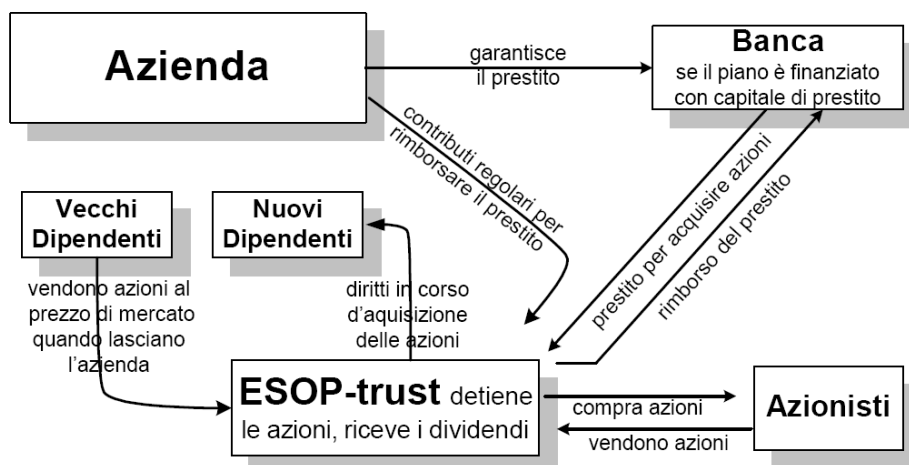 Azienda
garantisce
il prestito
Banca
se il piano è finanziato
con capitale di prestito
contributi regolari per
rimborsare il prestito
prestito per acquisire azioni
rimborso del prestito
Vecchi
Dipendenti
Nuovi
Dipendenti
vendono azioni al
prezzo di mercato
quando lasciano
l’azienda
diritti in corso
d’aquisizione
delle azioni
ESOP-trust detiene
le azioni, riceve i dividendi
compra azioni
vendono azioni
Azionisti